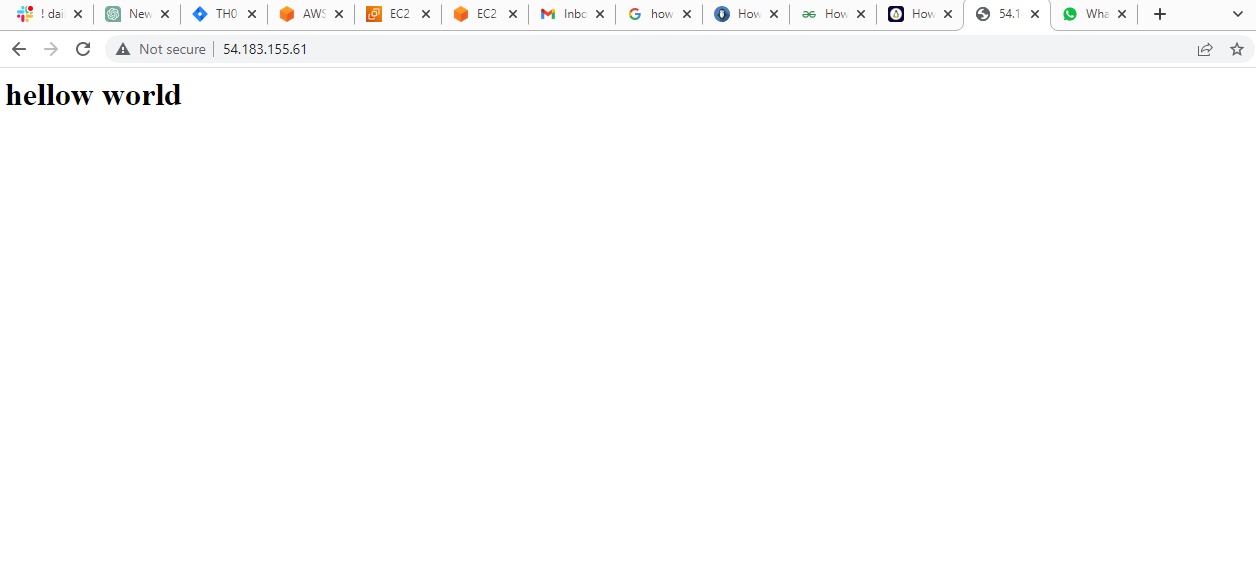 ! dai New TH0 AWS EC2 EC2 Inbc how How How How 54.1 Wha
Not secure 54.183.155.61
hellow world